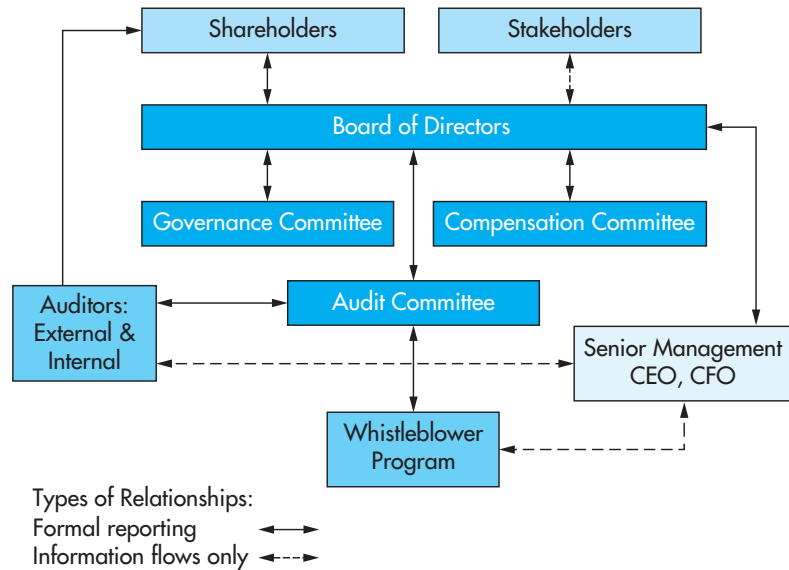 Shareholders
Stakeholders
Board of Directors
Governance Committee
Compensation Committee
Auditors:
External &
Internal
Audit Committee
Senior Management
CEO, CFO
Whistleblower
Program
Types of Relationships:
Formal reporting
Information flows only